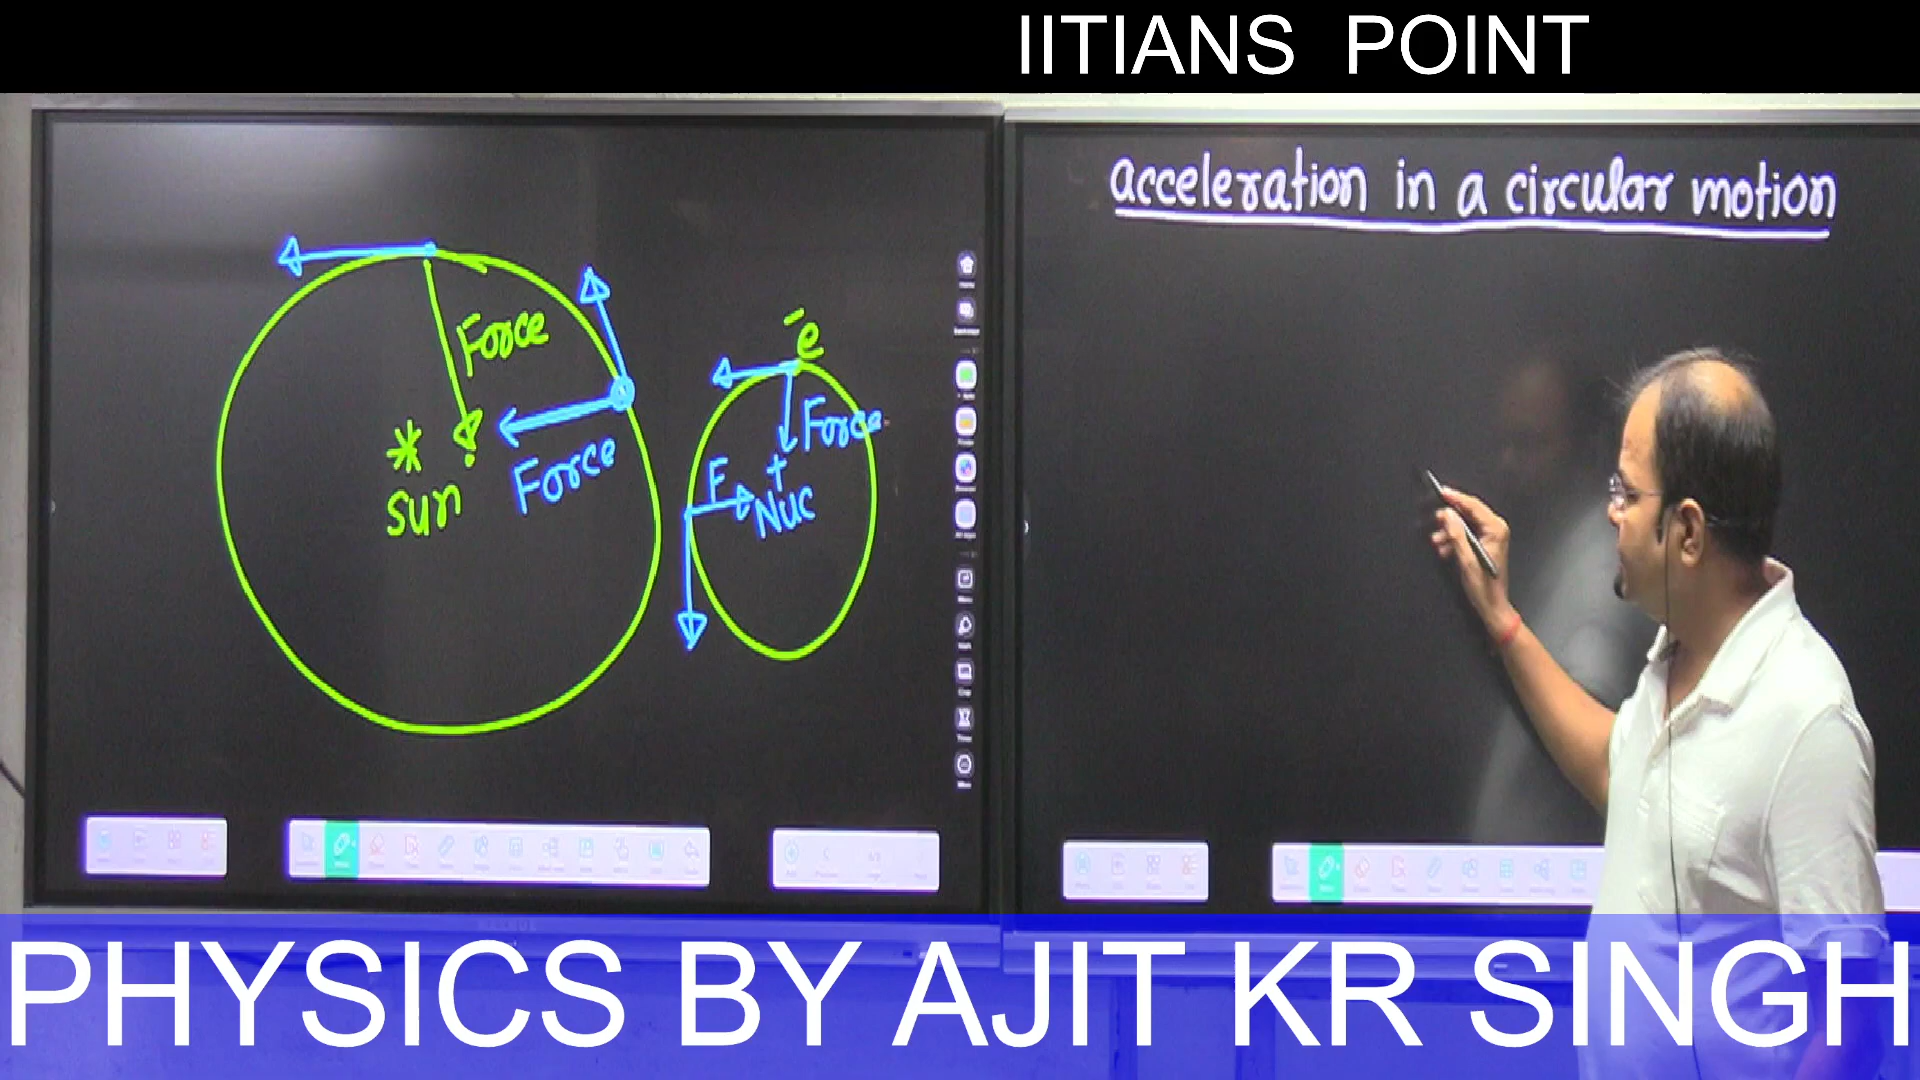 IITIANS POINT
acceleration in a circular motion
Force
sun
Force
-e
Force
F
+
Nuc
PHYSICS BY AJIT KR SINGH